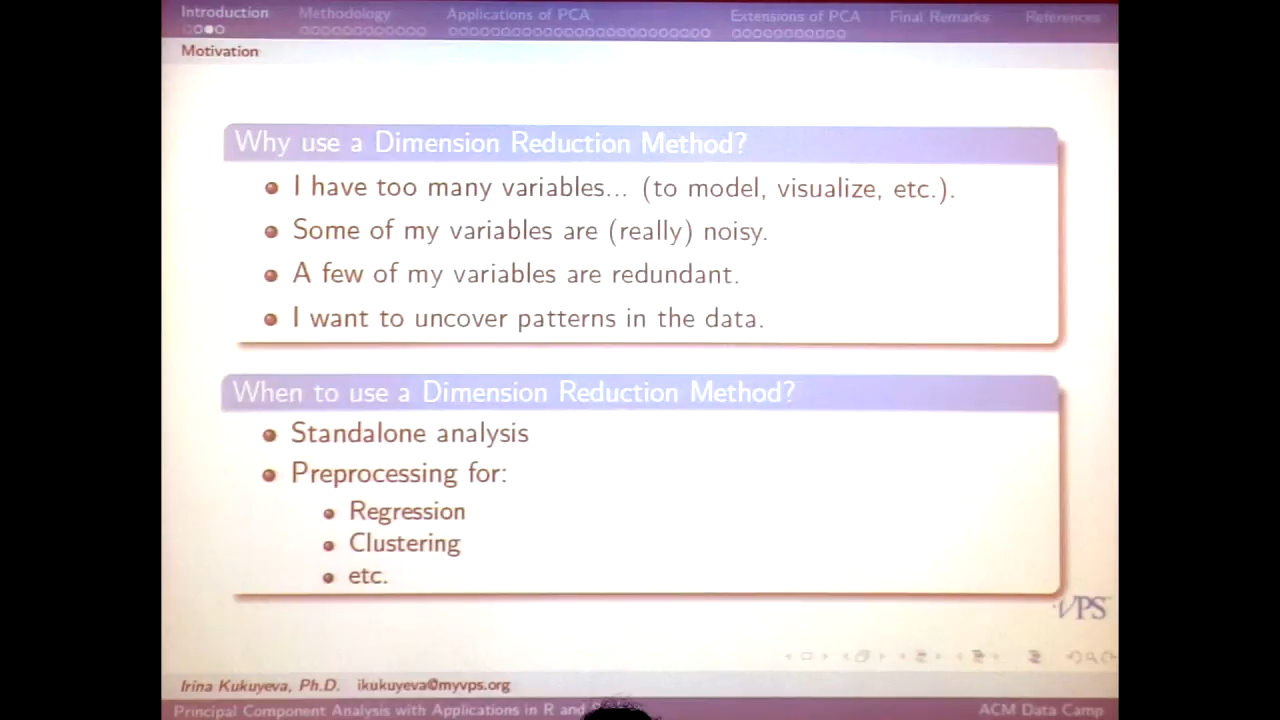 Introduction Methodology Applications of PCA Extensions of PCA Final Remarks References
Motivation
Why use a Dimension Reduction Method?
I have too many variables... (to model, visualize, etc.).
Some of my variables are (really) noisy.
A few of my variables are redundant.
I want to uncover patterns in the data.
When to use a Dimension Reduction Method?
Standalone analysis
Preprocessing for:
Regression
Clustering
etc.
VPS
Irina Kukuyeva, Ph.D. ikukuyeva@myvps.org
Principal Component Analysis with Applications in R and ACM Data Camp